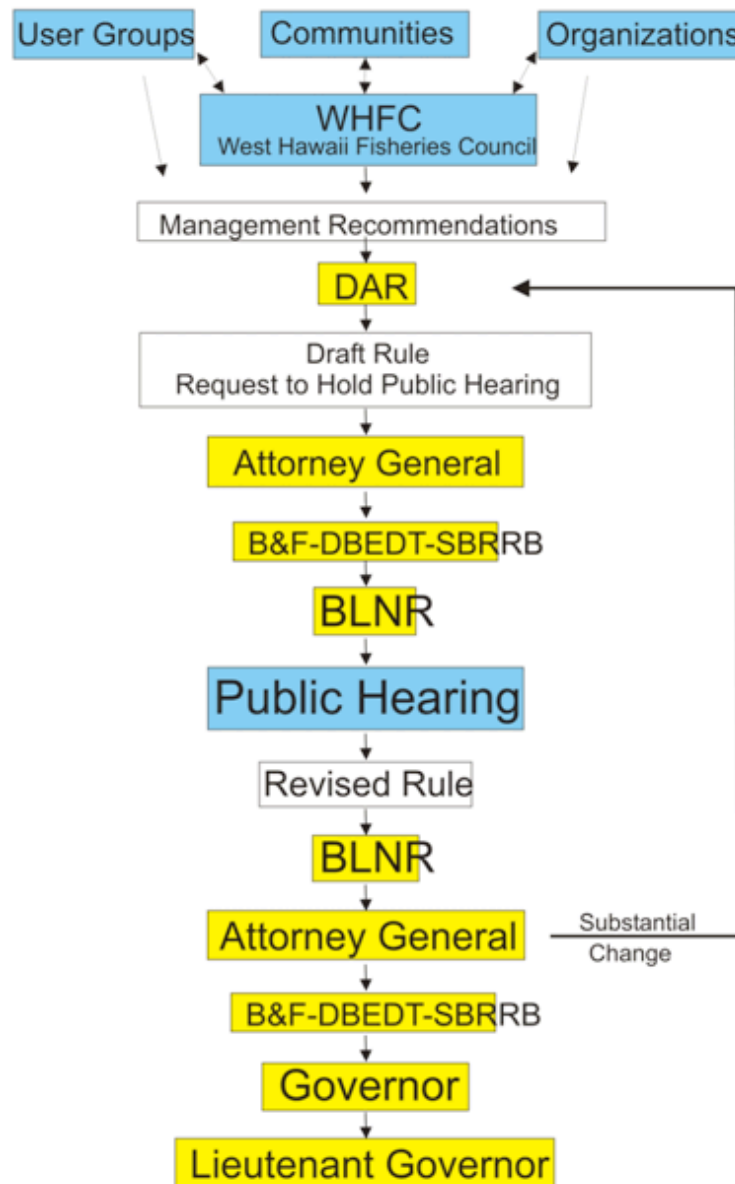 User Groups
Communities
Organizations
WHFC
West Hawaii Fisheries Council
Management Recommendations
DAR
Draft Rule
Request to Hold Public Hearing
Attorney General
B&F-DBEDT-SBRRB
BLNR
Public Hearing
Revised Rule
BLNR
Attorney General
Substantial
Change
B&F-DBEDT-SBRRB
Governor
Lieutenant Governor